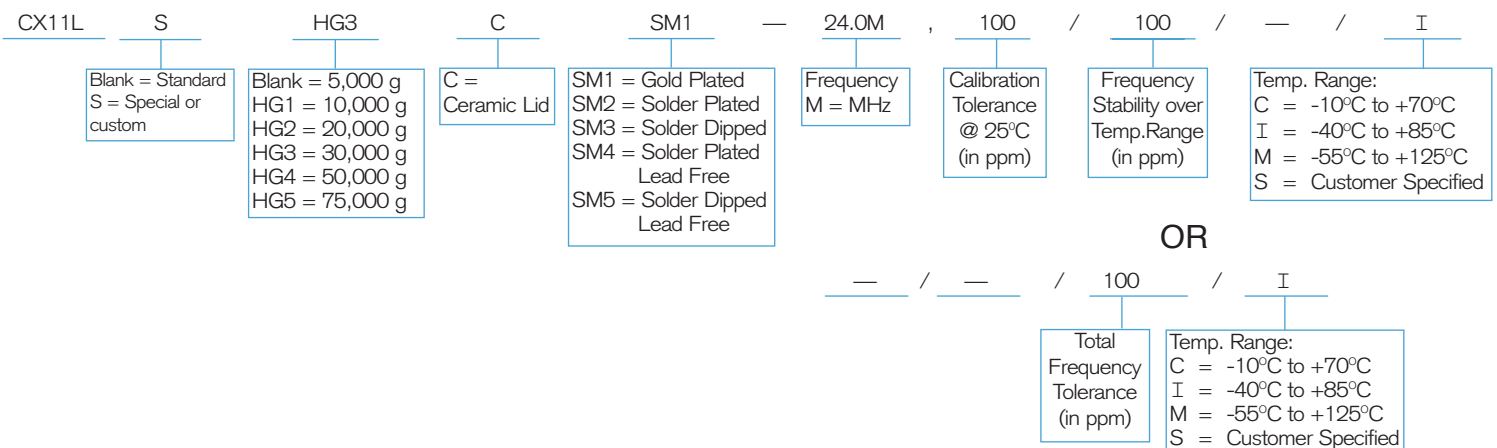 CX11L S HG3 C SM1 — 24.0M , 100 / 100 / — / I
Blank = Standard
S = Special or
custom
Blank = 5,000 g
HG1 = 10,000 g
HG2 = 20,000 g
HG3 = 30,000 g
HG4 = 50,000 g
HG5 = 75,000 g
C =
Ceramic Lid
SM1 = Gold Plated
SM2 = Solder Plated
SM3 = Solder Dipped
SM4 = Solder Plated
Lead Free
SM5 = Solder Dipped
Lead Free
Frequency
M = MHz
Calibration
Tolerance
@ 25ºC
(in ppm)
Frequency
Stability over
Temp.Range
(in ppm)
Temp. Range:
C = -10ºC to +70ºC
I = -40ºC to +85ºC
M = -55ºC to +125ºC
S = Customer Specified
OR
— / — / 100 / I
Total
Frequency
Tolerance
(in ppm)
Temp. Range:
C = -10ºC to +70ºC
I = -40ºC to +85ºC
M = -55ºC to +125ºC
S = Customer Specified